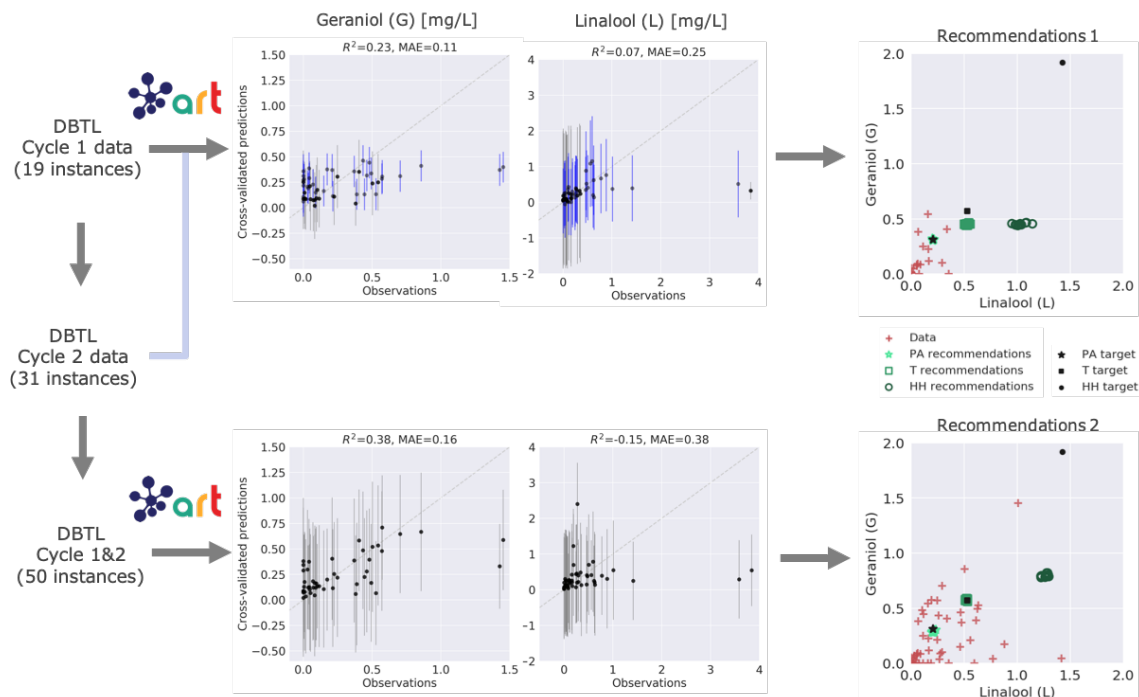 Geraniol (G) [mg/L]
Linalool (L) [mg/L]
art
DBTL
Cycle 1 data
(19 instances)
R²=0.23, MAE=0.11
Cross-validated predictions
1.50
1.25
1.00
0.75
0.50
0.25
0.00
−0.25
−0.50
0.0 0.5 1.0 1.5
Observations
R²=0.07, MAE=0.25
4
3
2
1
0
−1
−2
0 1 2 3 4
Observations
Recommendations 1
Geraniol (G)
2.0
1.5
1.0
0.5
0.0
0.0 0.5 1.0 1.5 2.0
Linalool (L)
DBTL
Cycle 2 data
(31 instances)
Data
PA recommendations
T recommendations
HH recommendations
PA target
T target
HH target
art
DBTL
Cycle 1&2
(50 instances)
R²=0.38, MAE=0.16
Cross-validated predictions
1.50
1.25
1.00
0.75
0.50
0.25
0.00
−0.25
−0.50
0.0 0.5 1.0 1.5
Observations
R²=-0.15, MAE=0.38
4
3
2
1
0
−1
−2
0 1 2 3 4
Observations
Recommendations 2
Geraniol (G)
2.0
1.5
1.0
0.5
0.0
0.0 0.5 1.0 1.5 2.0
Linalool (L)